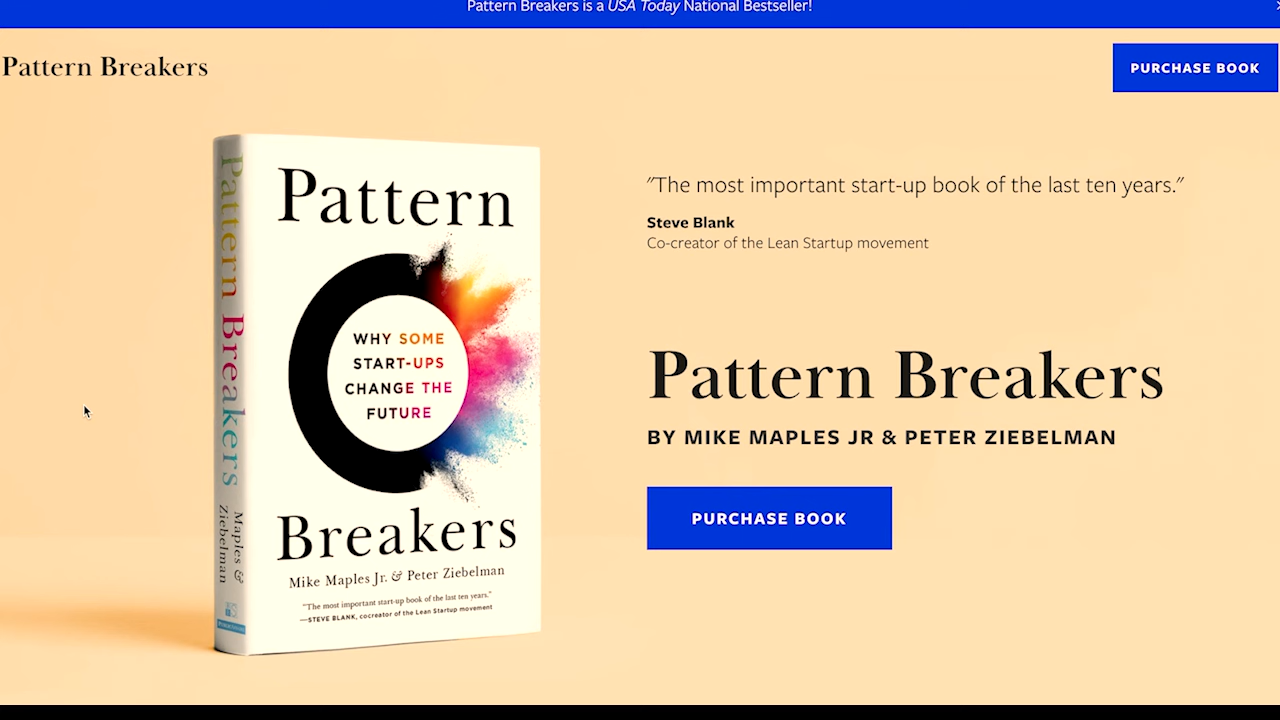 Pattern Breakers is a USA Today National Bestseller!
Pattern Breakers
PURCHASE BOOK
Pattern Breakers
Maples &
Ziebelman
Pattern
WHY SOME
START-UPS
CHANGE THE
FUTURE
Breakers
Mike Maples Jr. & Peter Ziebelman
"The most important start-up book of the last ten years."
—STEVE BLANK, cocreator of the Lean Startup movement
"The most important start-up book of the last ten years."
Steve Blank
Co-creator of the Lean Startup movement
Pattern Breakers
BY MIKE MAPLES JR & PETER ZIEBELMAN
PURCHASE BOOK